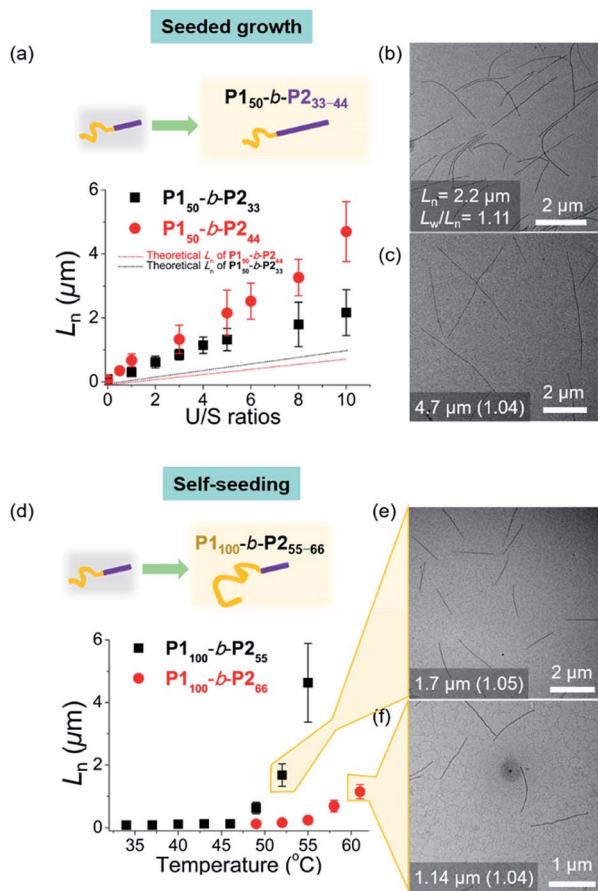 Seeded growth
(a)
P1₅₀-b-P2₃₃₋₄₄
P1₅₀-b-P2₃₃
P1₅₀-b-P2₄₄
Theoretical Lₙ of P1₅₀-b-P2₄₄
Theoretical Lₙ of P1₅₀-b-P2₃₃
Lₙ (μm)
6
4
2
0
0 2 4 6 8 10
U/S ratios
(b)
Lₙ= 2.2 μm
L_w/Lₙ= 1.11
2 μm
(c)
4.7 μm (1.04)
2 μm
Self-seeding
(d)
P1₁₀₀-b-P2₅₅₋₆₆
P1₁₀₀-b-P2₅₅
P1₁₀₀-b-P2₆₆
Lₙ (μm)
6
4
2
0
35 40 45 50 55 60
Temperature (°C)
(e)
1.7 μm (1.05)
2 μm
(f)
1.14 μm (1.04)
1 μm